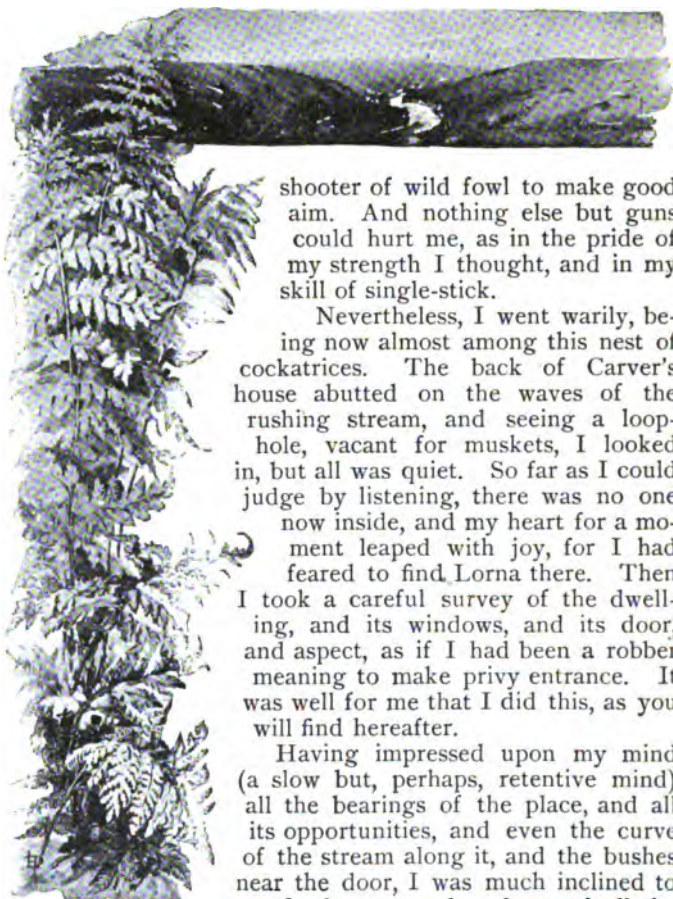 shooter of wild fowl to make good
aim. And nothing else but guns
could hurt me, as in the pride of
my strength I thought, and in my
skill of single-stick.
Nevertheless, I went warily, be-
ing now almost among this nest of
cockatrices. The back of Carver's
house abutted on the waves of the
rushing stream, and seeing a loop-
hole, vacant for muskets, I looked
in, but all was quiet. So far as I could
judge by listening, there was no one
now inside, and my heart for a mo-
ment leaped with joy, for I had
feared to find Lorna there. Then
I took a careful survey of the dwell-
ing, and its windows, and its door,
and aspect, as if I had been a robber
meaning to make privy entrance. It
was well for me that I did this, as you
will find hereafter.
Having impressed upon my mind
(a slow but, perhaps, retentive mind)
all the bearings of the place, and all
its opportunities, and even the curve
of the stream along it, and the bushes
near the door, I was much inclined to